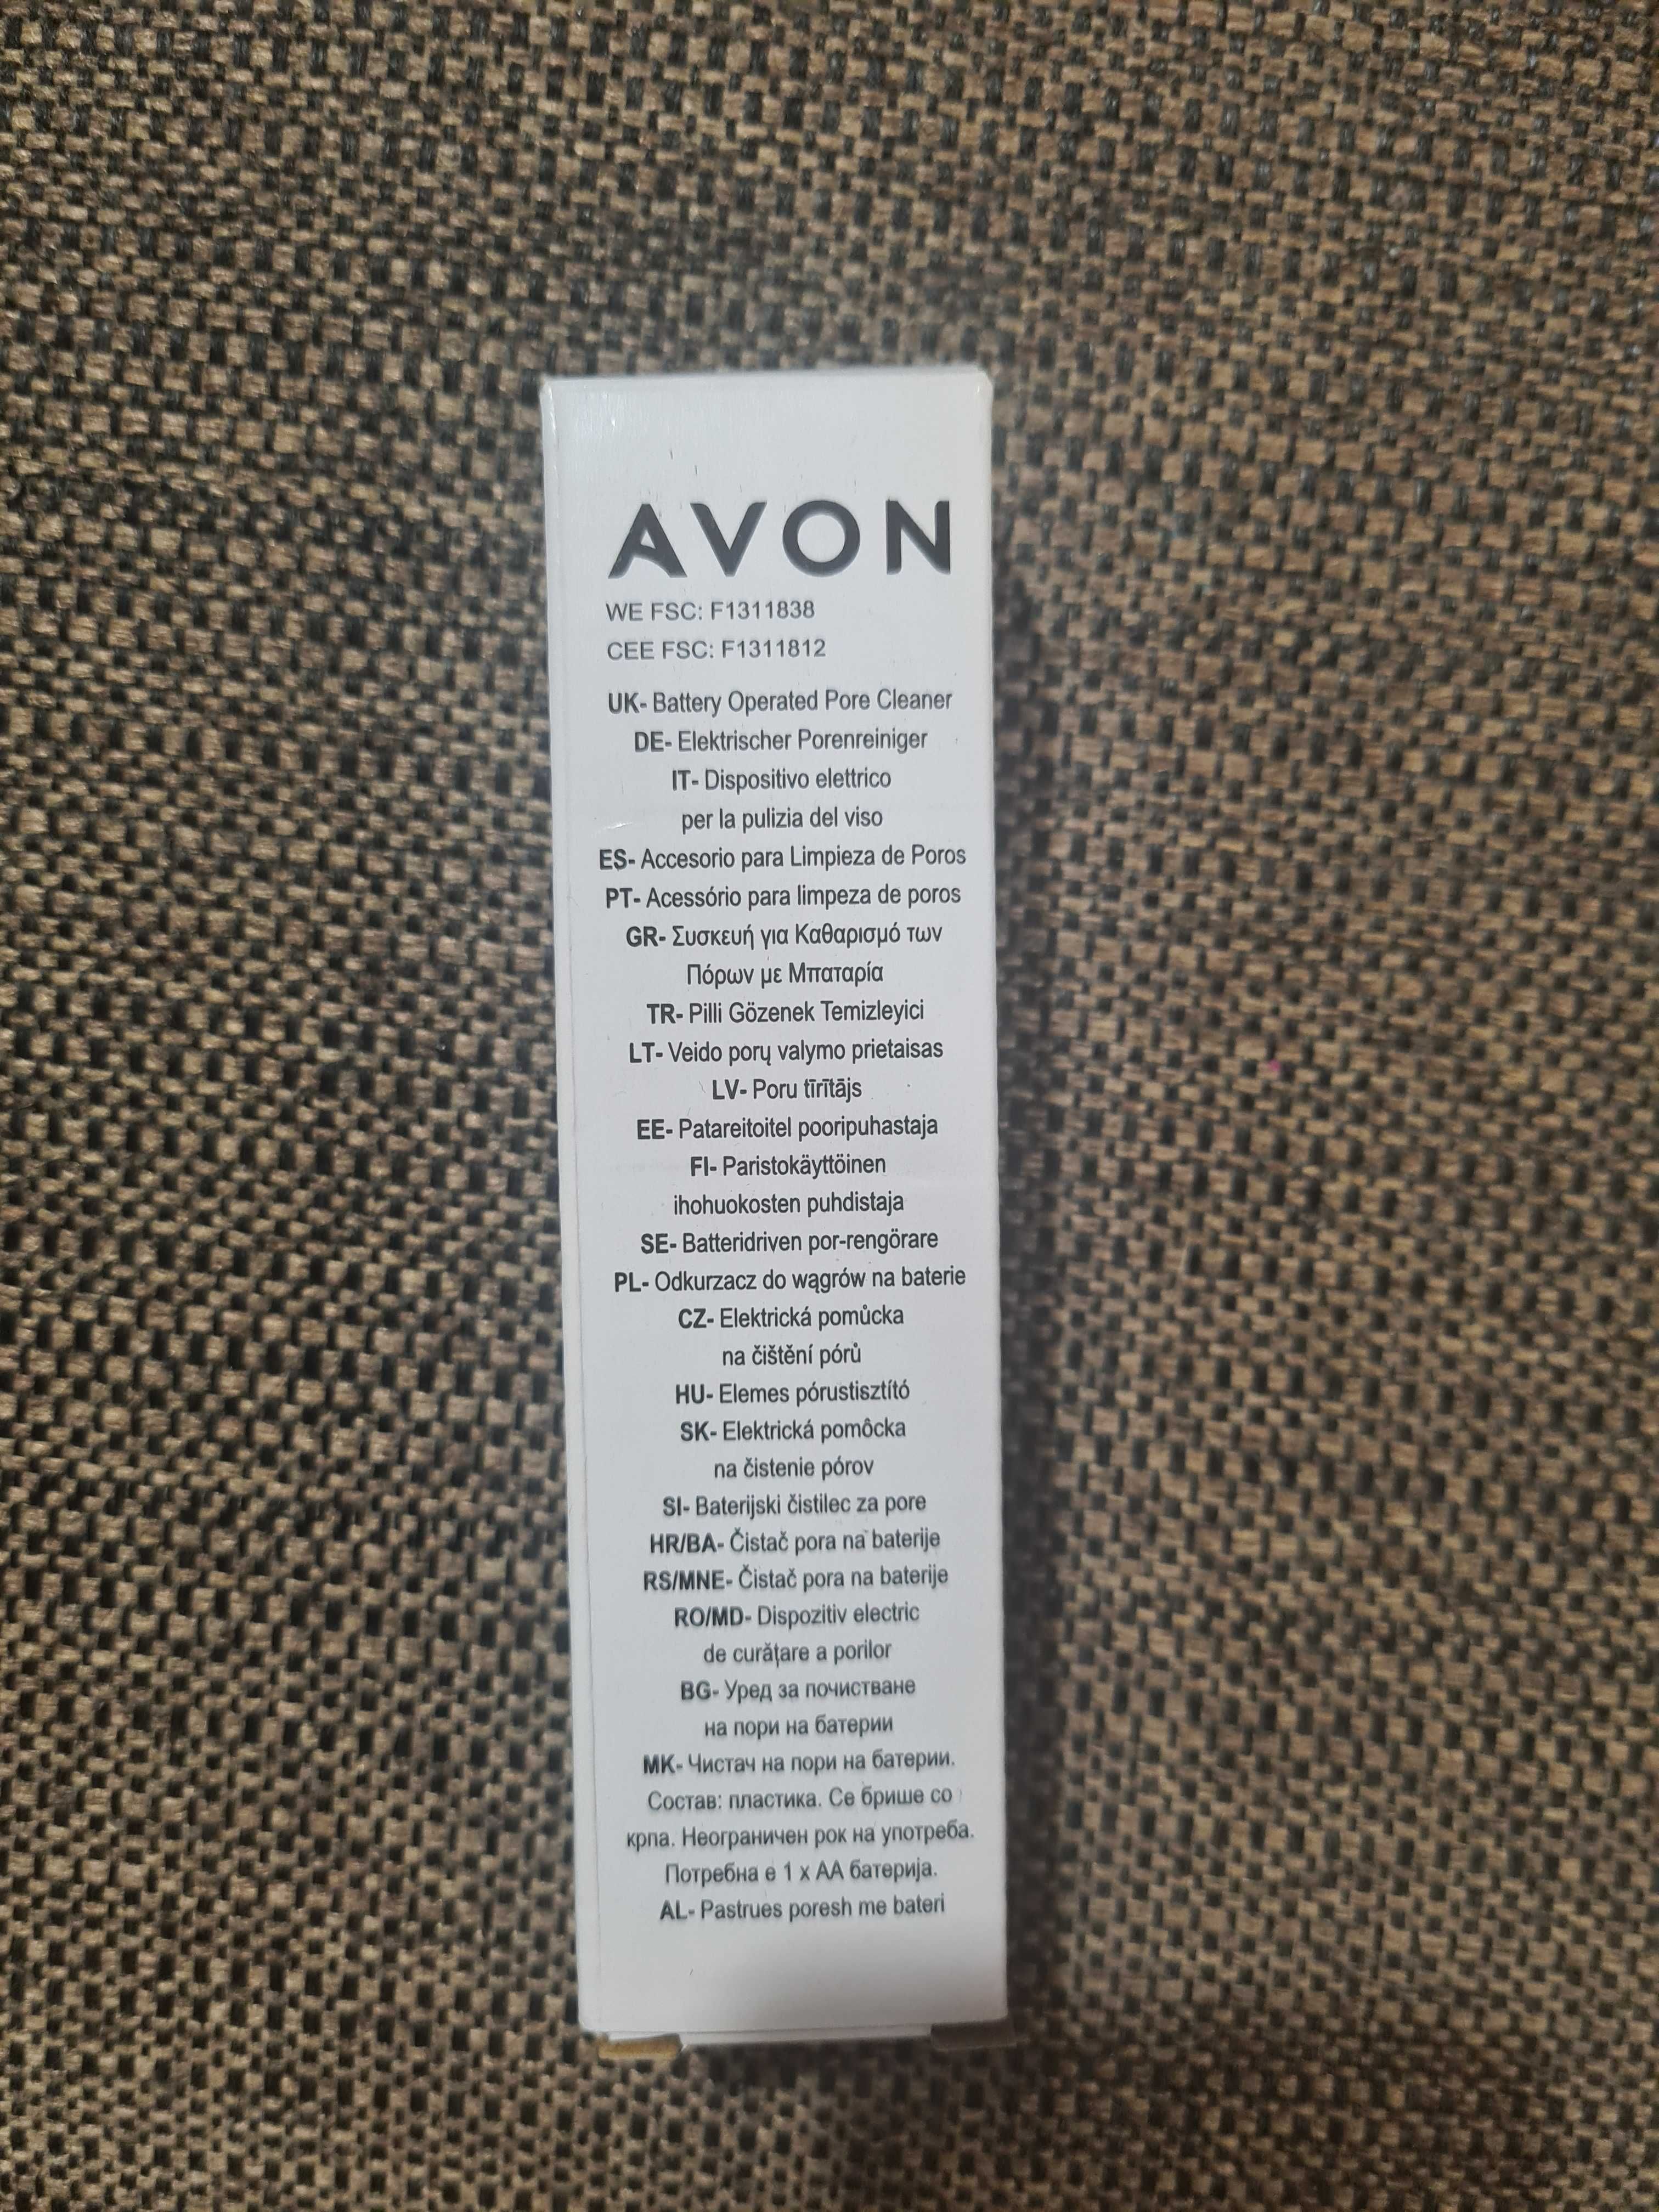 AVON
WE FSC: F1311838
CEE FSC: F1311812
UK- Battery Operated Pore Cleaner
DE- Elektrischer Porenreiniger
IT- Dispositivo elettrico
per la pulizia del viso
ES- Accesorio para Limpieza de Poros
PT- Acessório para limpeza de poros
GR- Συσκευή για Καθαρισμό των
Πόρων με Μπαταρία
TR- Pilli Gözenek Temizleyici
LT- Veido porų valymo prietaisas
LV- Poru tīrītājs
EE- Patareitoitel pooripuhastaja
FI- Paristokäyttöinen
ihohuokosten puhdistaja
SE- Batteridriven por-rengörare
PL- Odkurzacz do wągrów na baterie
CZ- Elektrická pomůcka
na čištění pórů
HU- Elemes pórustisztító
SK- Elektrická pomôcka
na čistenie pórov
SI- Baterijski čistilec za pore
HR/BA- Čistač pora na baterije
RS/MNE- Čistač pora na baterije
RO/MD- Dispozitiv electric
de curățare a porilor
BG- Уред за почистване
на пори на батерии
MK- Чистач на пори на батерии.
Состав: пластика. Се брише со
крпа. Неограничен рок на употреба.
Потребна е 1 x AA батерија.
AL- Pastrues poresh me bateri